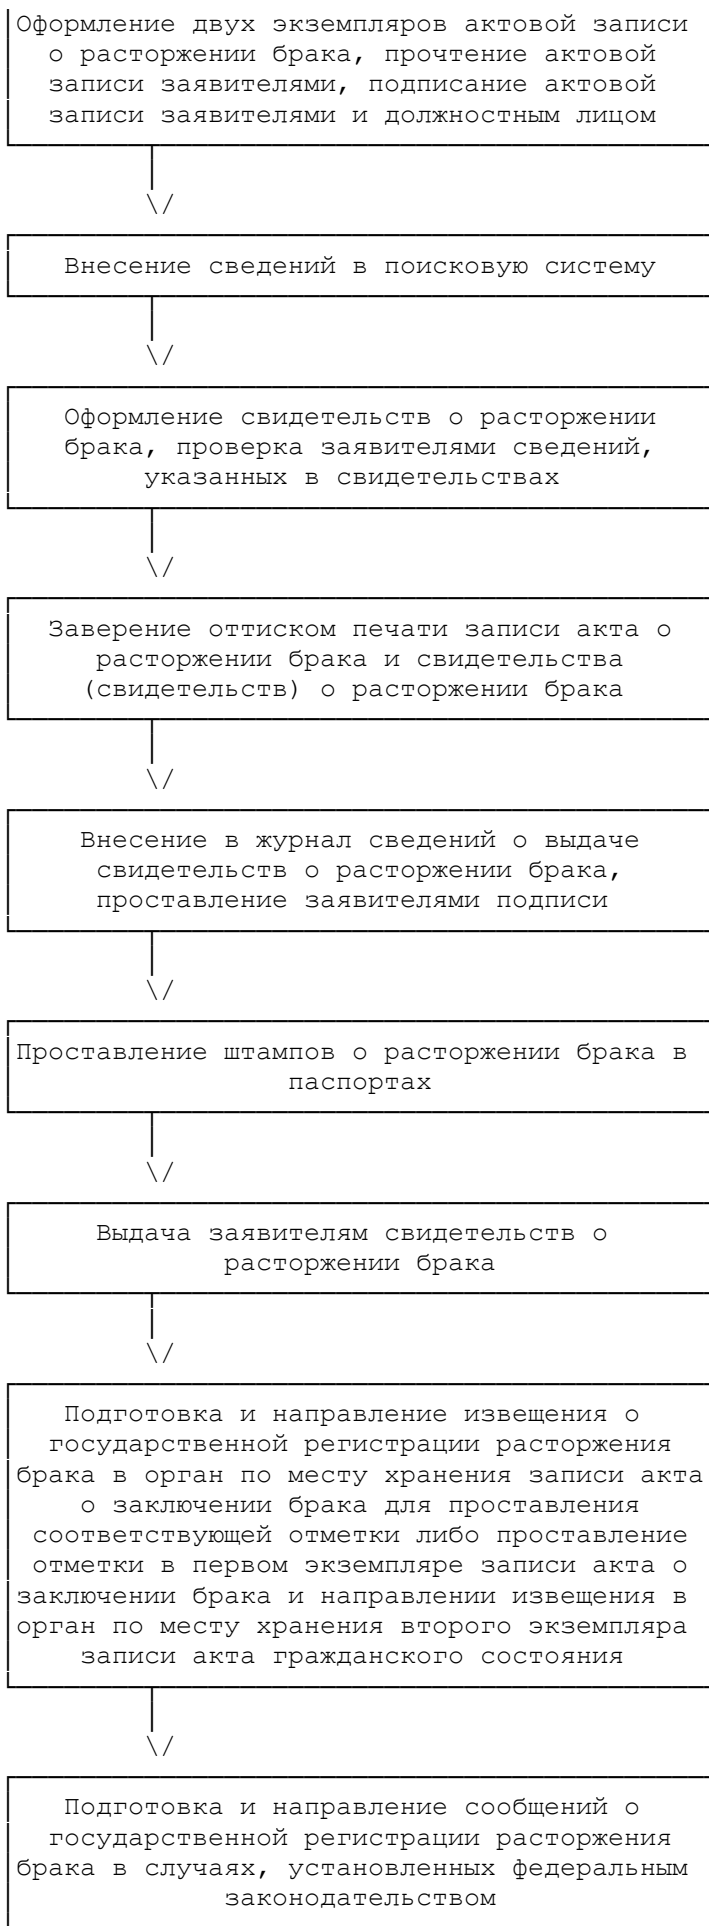 Оформление двух экземпляров актовой записи
о расторжении брака, прочтение актовой
записи заявителями, подписание актовой
записи заявителями и должностным лицом
\/
Внесение сведений в поисковую систему
\/
Оформление свидетельств о расторжении
брака, проверка заявителями сведений,
указанных в свидетельствах
\/
Заверение оттиском печати записи акта о
расторжении брака и свидетельства
(свидетельств) о расторжении брака
\/
Внесение в журнал сведений о выдаче
свидетельств о расторжении брака,
проставление заявителями подписи
\/
Проставление штампов о расторжении брака в
паспортах
\/
Выдача заявителям свидетельств о
расторжении брака
\/
Подготовка и направление извещения о
государственной регистрации расторжения
брака в орган по месту хранения записи акта
о заключении брака для проставления
соответствующей отметки либо проставление
отметки в первом экземпляре записи акта о
заключении брака и направлении извещения в
орган по месту хранения второго экземпляра
записи акта гражданского состояния
\/
Подготовка и направление сообщений о
государственной регистрации расторжения
брака в случаях, установленных федеральным
законодательством